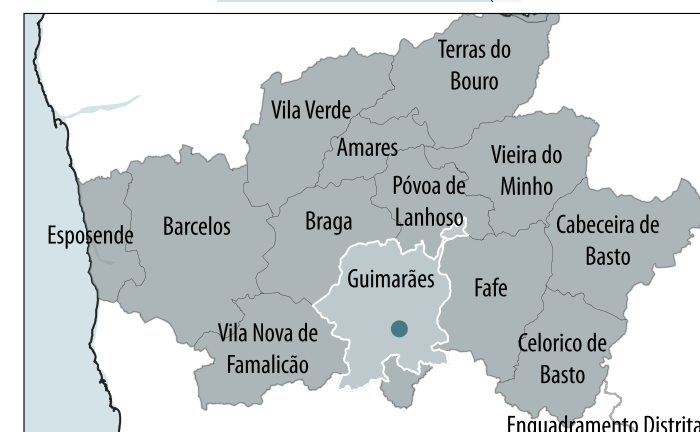 Terras do
Bouro
Vila Verde
Amares
Vieira do
Minho
Póvoa de
Lanhoso
Esposende
Barcelos
Braga
Cabeceira de
Basto
Guimarães
Fafe
Vila Nova de
Famalicão
Celorico de
Basto
Enquadramento Distrita